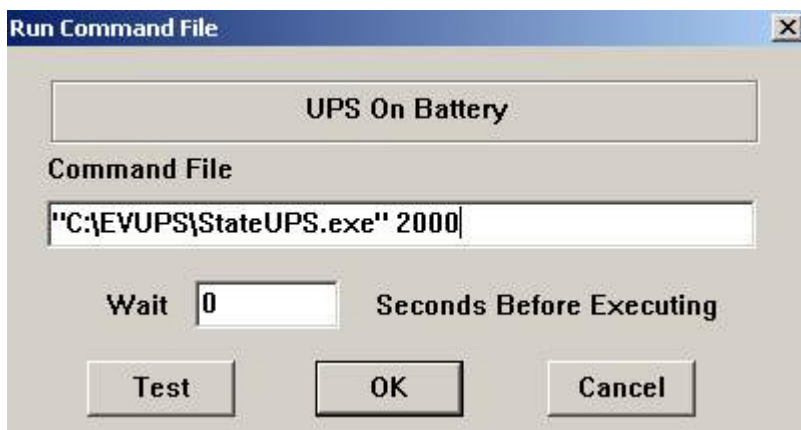 Run Command File
UPS On Battery
Command File
"C:\EVUPS\StateUPS.exe" 2000
Wait 0 Seconds Before Executing
Test OK Cancel